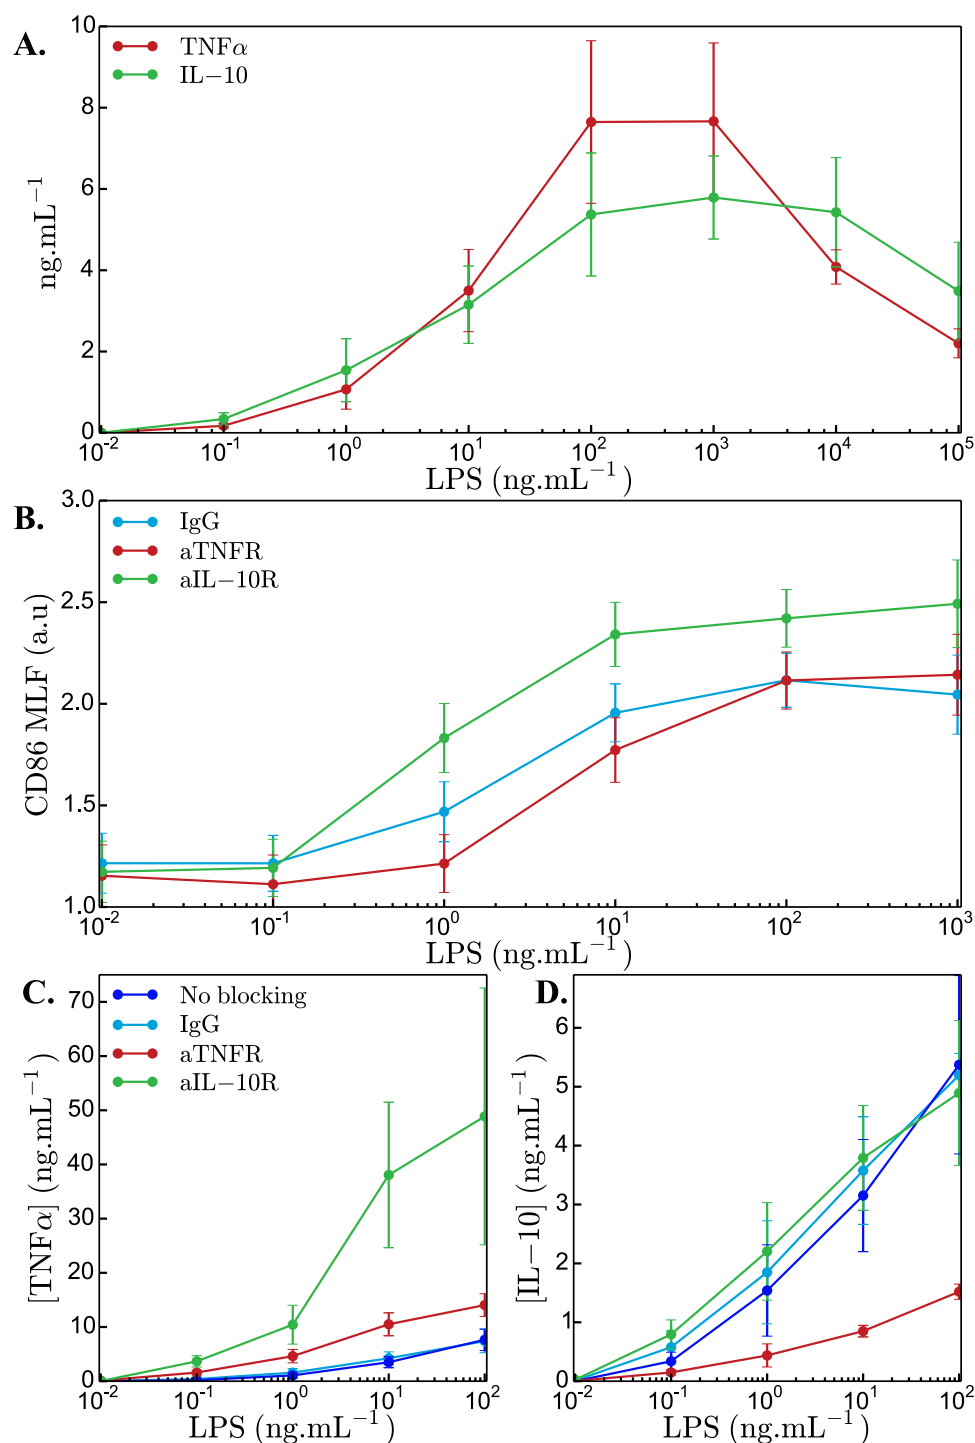 A.
TNFα
IL−10
10
8
6
4
2
0
ng.mL⁻¹
10⁻² 10⁻¹ 10⁰ 10¹ 10² 10³ 10⁴ 10⁵
LPS (ng.mL⁻¹)
B.
IgG
aTNFR
aIL−10R
3.0
2.5
2.0
1.5
1.0
CD86 MLF (a.u)
10⁻² 10⁻¹ 10⁰ 10¹ 10² 10³
LPS (ng.mL⁻¹)
C.
No blocking
IgG
aTNFR
aIL−10R
70
60
50
40
30
20
10
0
[TNFα] (ng.mL⁻¹)
10⁻² 10⁻¹ 10⁰ 10¹ 10²
LPS (ng.mL⁻¹)
D.
6
5
4
3
2
1
0
[IL−10] (ng.mL⁻¹)
10⁻² 10⁻¹ 10⁰ 10¹ 10²
LPS (ng.mL⁻¹)